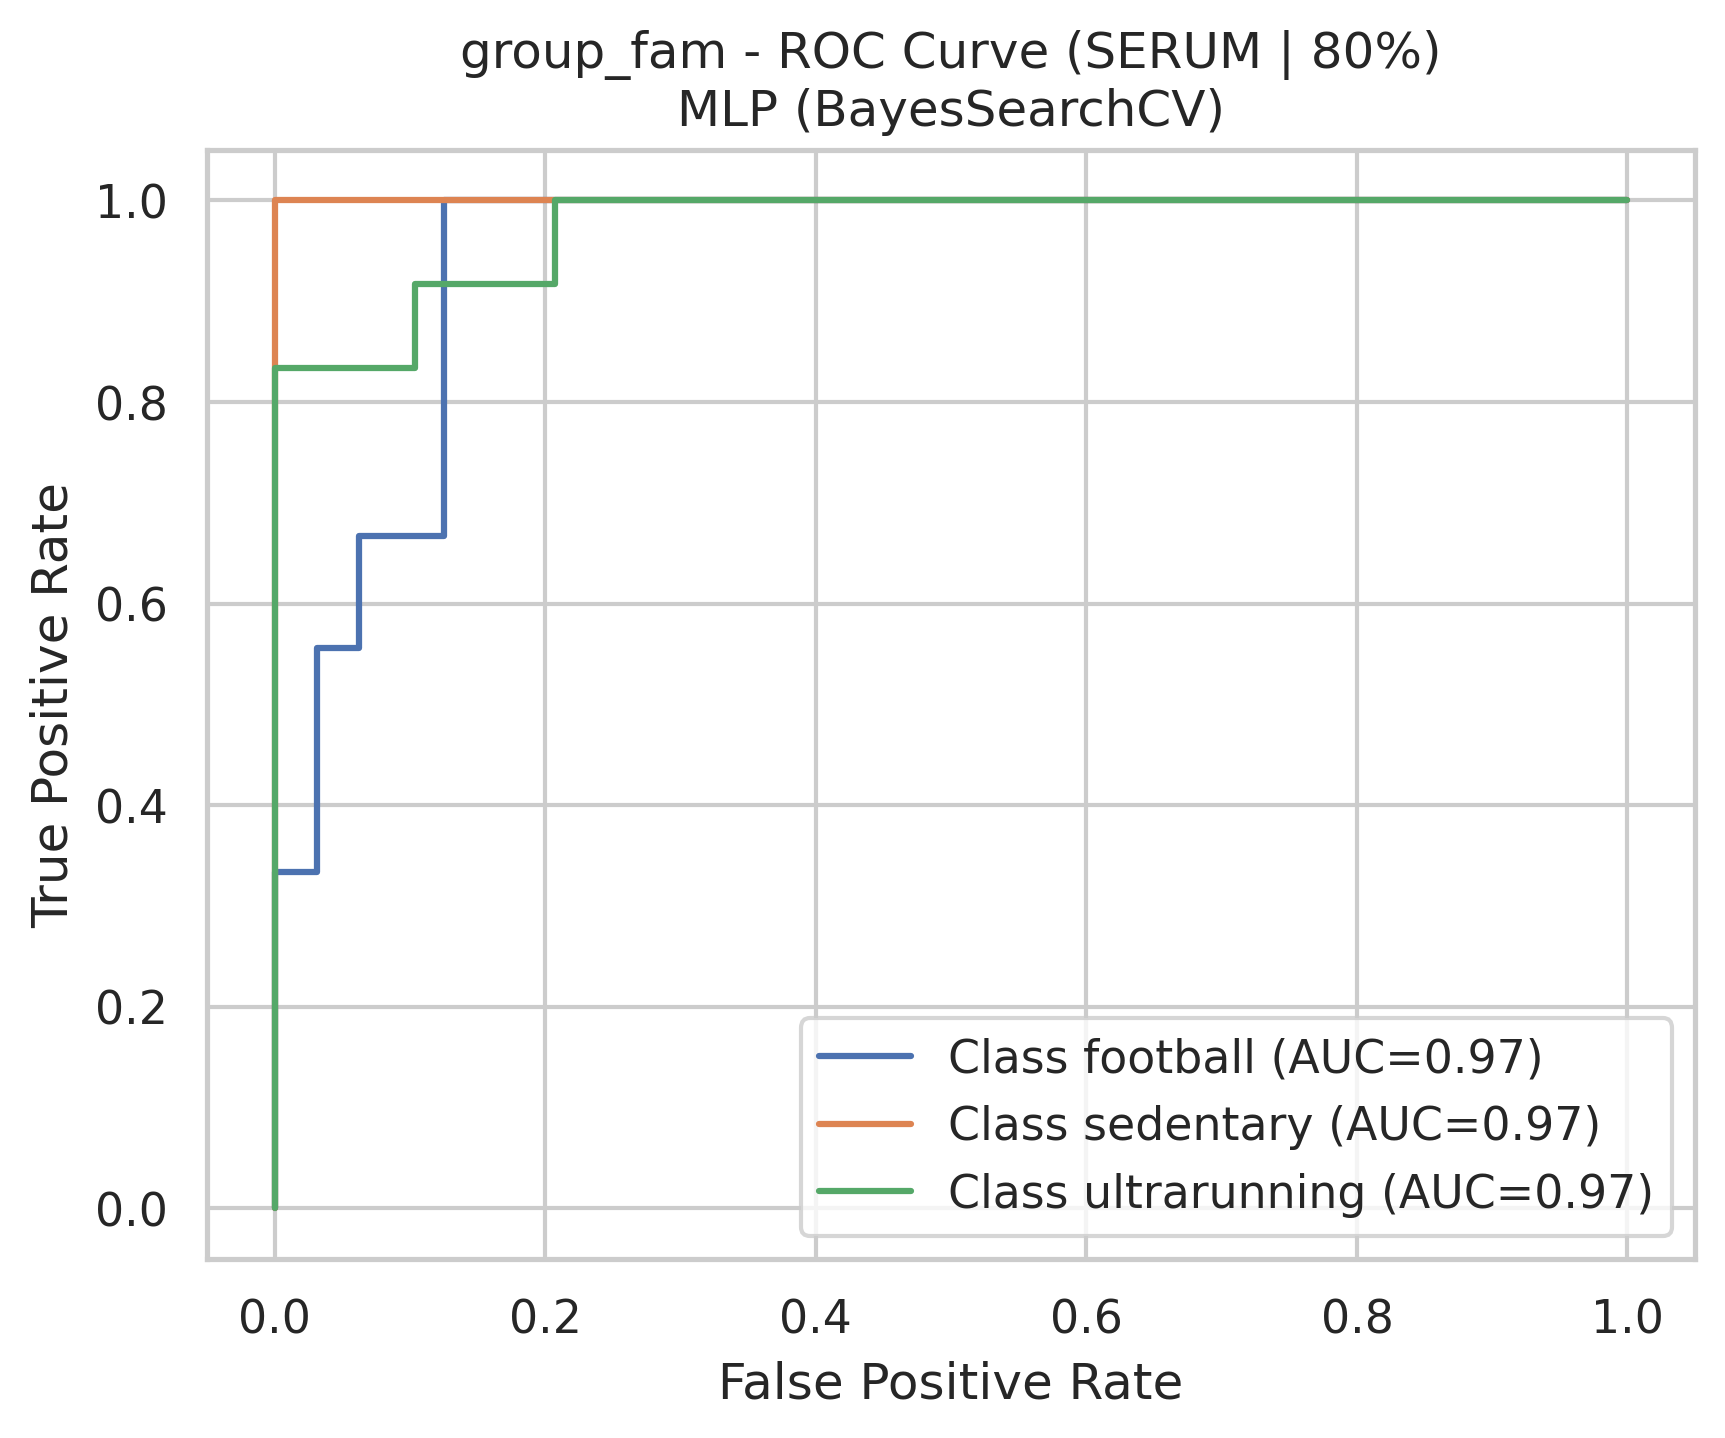 group_fam - ROC Curve (SERUM | 80%)
MLP (BayesSearchCV)
True Positive Rate
1.0
0.8
0.6
0.4
0.2
0.0
Class football (AUC=0.97)
Class sedentary (AUC=0.97)
Class ultrarunning (AUC=0.97)
0.0 0.2 0.4 0.6 0.8 1.0
False Positive Rate